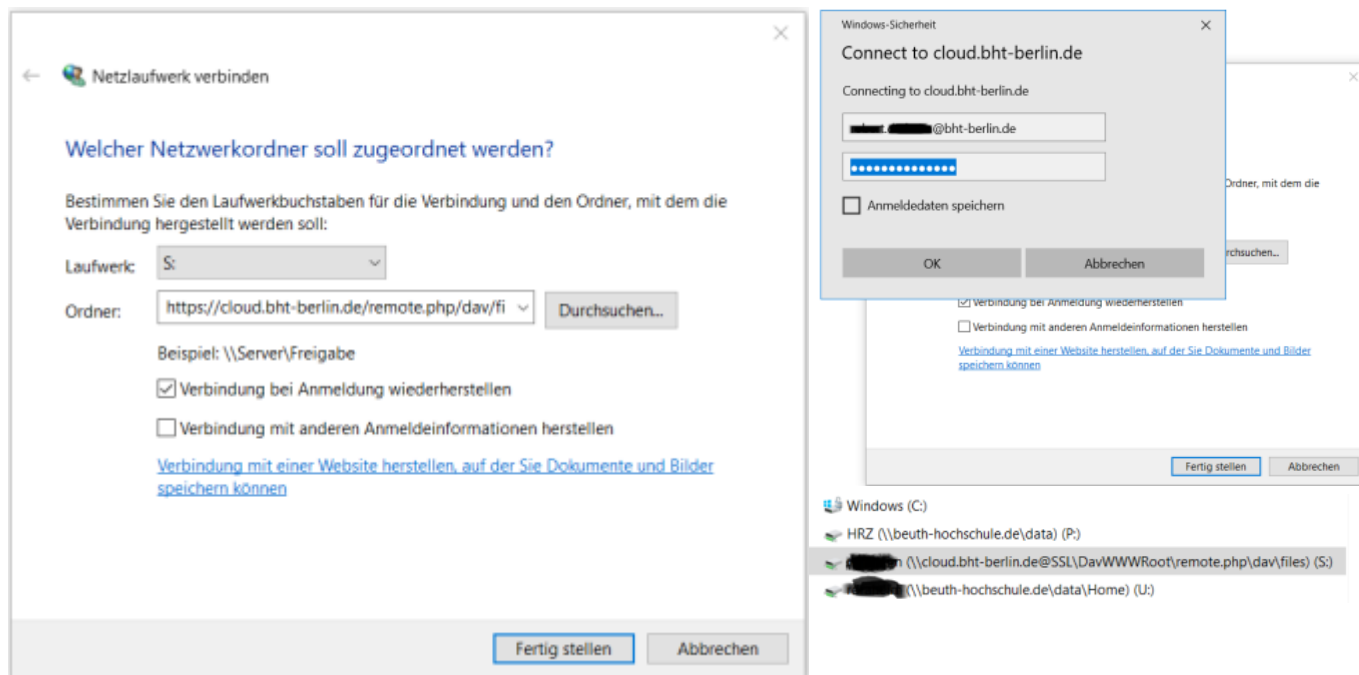 Netzlaufwerk verbinden
Welcher Netzwerkordner soll zugeordnet werden?
Bestimmen Sie den Laufwerkbuchstaben für die Verbindung und den Ordner, mit dem die
Verbindung hergestellt werden soll:
Laufwerk: S:
Ordner: https://cloud.bht-berlin.de/remote.php/dav/fi Durchsuchen...
Beispiel: \\Server\Freigabe
Verbindung bei Anmeldung wiederherstellen
Verbindung mit anderen Anmeldeinformationen herstellen
Verbindung mit einer Website herstellen, auf der Sie Dokumente und Bilder
speichern können
Fertig stellen Abbrechen
Windows-Sicherheit
Connect to cloud.bht-berlin.de
Connecting to cloud.bht-berlin.de
@bht-berlin.de
Anmeldedaten speichern
OK Abbrechen
Ordner, mit dem die
rchsuchen...
Verbindung bei Anmeldung wiederherstellen
Verbindung mit anderen Anmeldeinformationen herstellen
Verbindung mit einer Website herstellen, auf der Sie Dokumente und Bilder
speichern können
Fertig stellen Abbrechen
Windows (C:)
HRZ (\\beuth-hochschule.de\data) (P:)
(\\cloud.bht-berlin.de@SSL\DavWWWRoot\remote.php\dav\files) (S:)
(\\beuth-hochschule.de\data\Home) (U:)